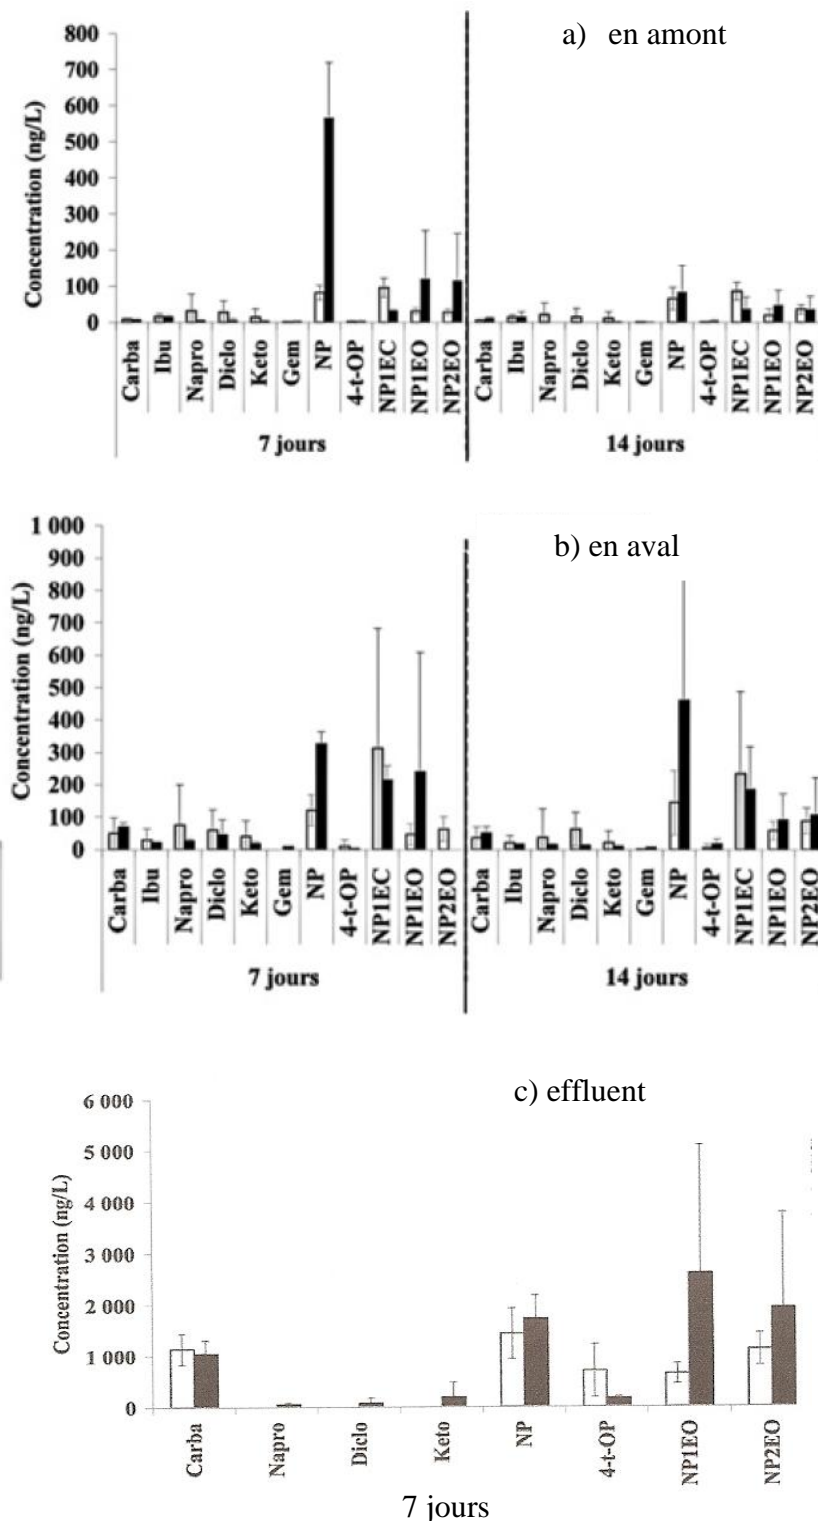 a) en amont
Concentration (ng/L)
800
700
600
500
400
300
200
100
0
Carba Ibu Napro Diclo Keto Gem NP 4-t-OP NP1EC NP1EO NP2EO Carba Ibu Napro Diclo Keto Gem NP 4-t-OP NP1EC NP1EO NP2EO
7 jours 14 jours
b) en aval
Concentration (ng/L)
1 000
900
800
700
600
500
400
300
200
100
0
Carba Ibu Napro Diclo Keto Gem NP 4-t-OP NP1EC NP1EO NP2EO Carba Ibu Napro Diclo Keto Gem NP 4-t-OP NP1EC NP1EO NP2EO
7 jours 14 jours
c) effluent
Concentration (ng/L)
6 000
5 000
4 000
3 000
2 000
1 000
0
Carba Napro Diclo Keto NP 4-t-OP NP1EO NP2EO
7 jours